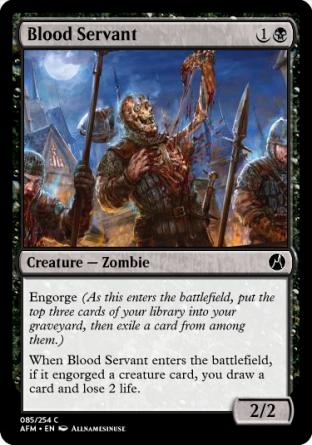 Blood Servant 1
Creature — Zombie
Engorge (As this enters the battlefield, put the
top three cards of your library into your
graveyard, then exile a card from among
them.)
When Blood Servant enters the battlefield,
if it engorged a creature card, you draw a
card and lose 2 life.
2/2
085/254 C
AFM • EN ALLNAMESINUSE